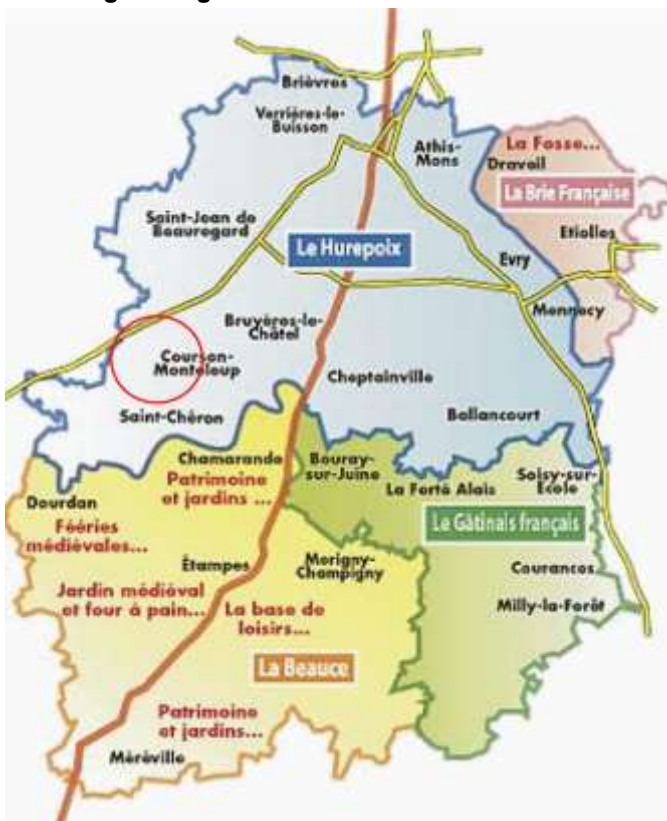 Brièvres
Verrières-le-
Buisson
Athis-
Mons
La Fosse...
Draveil
La Brie Française
Saint-Jean de
Beauregard
Etiolles
Le Hurepoix
Evry
Mennecy
Bruyères-le-
Châtel
Courson-
Monteloup
Cheptainville
Saint-Chéron
Ballancourt
Chamarande
Bouray-
sur-Juine
Soisy-sur-
Ecole
Patrimoine
et jardins ...
La Ferté Alais
Dourdan
Fééries
médiévales...
Le Gâtinais français
Étampes
Morigny-
Champigny
Courances
Jardin médiéval
et four à pain...
Milly-la-Forêt
La base de
loisirs...
La Beauce
Patrimoine
et jardins...
Méréville